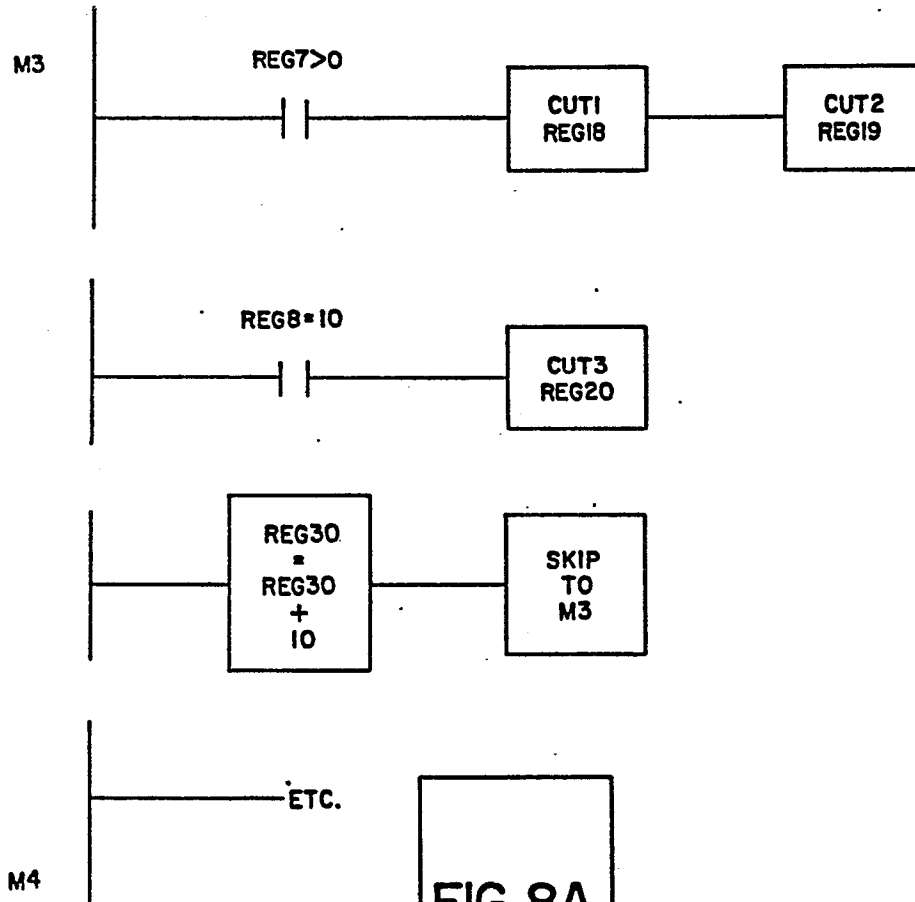 M3
REG7>0
CUT1
REG18
CUT2
REG19
REG8=10
CUT3
REG20
REG30
=
REG30
+
10
SKIP
TO
M3
ETC.
M4
FIG. 8A